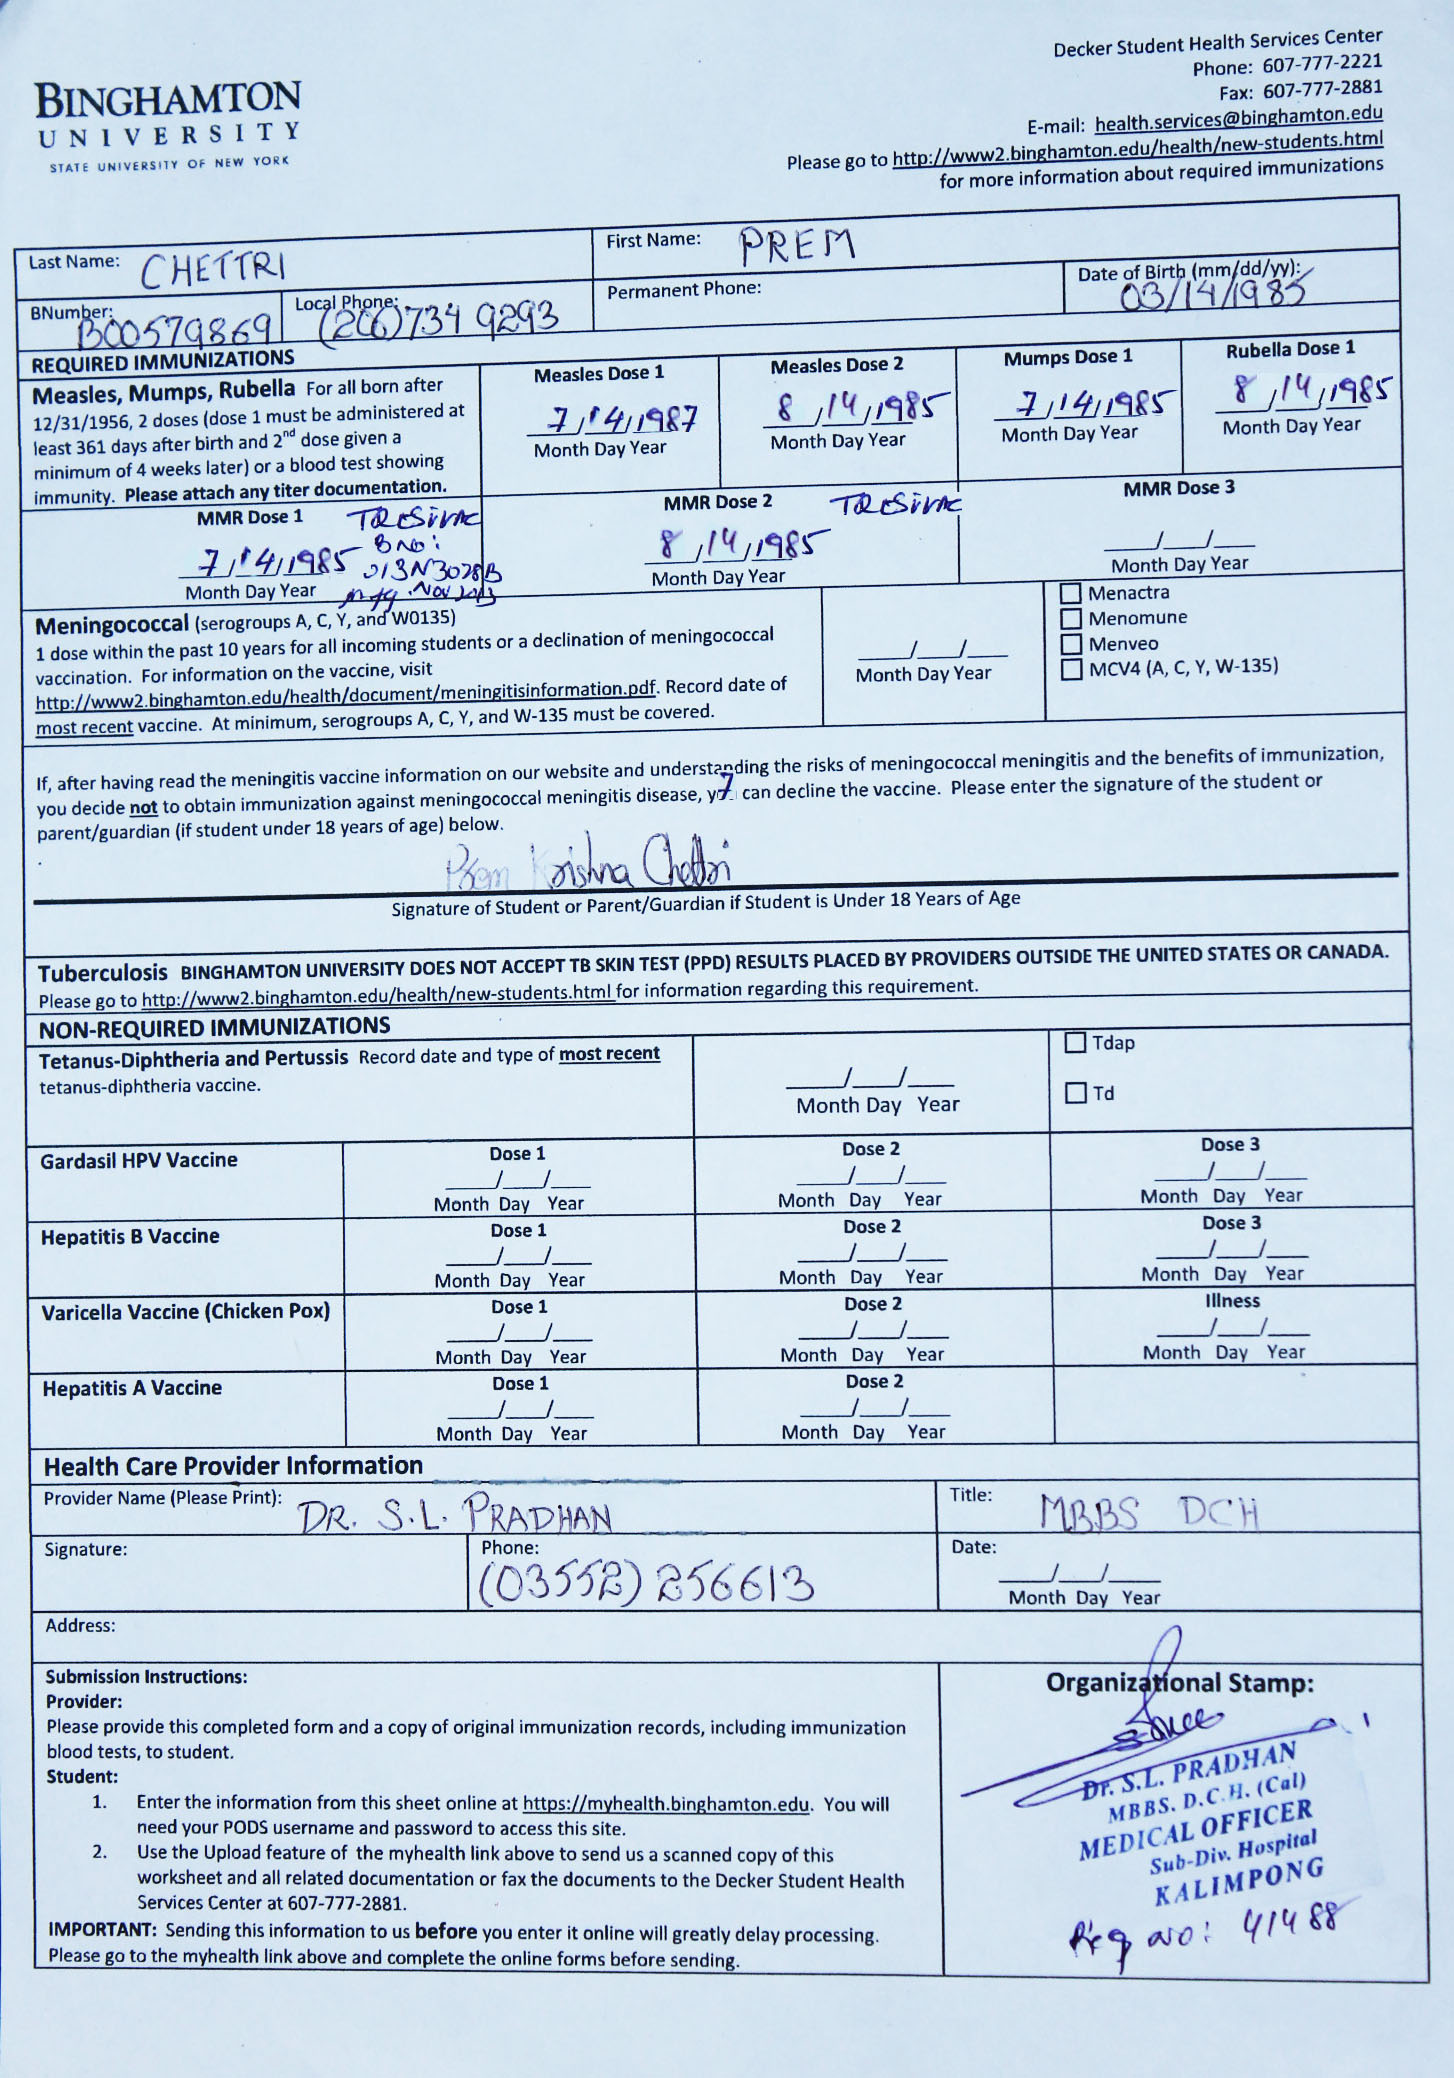 BINGHAMTON
UNIVERSITY
STATE UNIVERSITY OF NEW YORK
Decker Student Health Services Center
Phone: 607-777-2221
Fax: 607-777-2881
E-mail: health.services@binghamton.edu
Please go to http://www2.binghamton.edu/health/new-students.html
for more information about required immunizations
Last Name: CHETTRI First Name: PREM
BNumber: B00579869 Local Phone: (206)734 9293 Permanent Phone: Date of Birth (mm/dd/yy): 03/14/1985
REQUIRED IMMUNIZATIONS
Measles, Mumps, Rubella For all born after
12/31/1956, 2 doses (dose 1 must be administered at
least 361 days after birth and 2nd dose given a
minimum of 4 weeks later) or a blood test showing
immunity. Please attach any titer documentation.
Measles Dose 1
7/14/1987
Month Day Year
Measles Dose 2
8/14/1985
Month Day Year
Mumps Dose 1
7/14/1985
Month Day Year
Rubella Dose 1
8/14/1985
Month Day Year
MMR Dose 1 TRESIVAC
7/14/1985
Month Day Year
B No:
013N3028B
Mfg. Nov 2013
MMR Dose 2 TRESIVAC
8/14/1985
Month Day Year
MMR Dose 3
___/___/___
Month Day Year
Meningococcal (serogroups A, C, Y, and W0135)
1 dose within the past 10 years for all incoming students or a declination of meningococcal
vaccination. For information on the vaccine, visit
http://www2.binghamton.edu/health/document/meningitisinformation.pdf. Record date of
most recent vaccine. At minimum, serogroups A, C, Y, and W-135 must be covered.
___/___/___
Month Day Year
☐ Menactra
☐ Menomune
☐ Menveo
☐ MCV4 (A, C, Y, W-135)
If, after having read the meningitis vaccine information on our website and understanding the risks of meningococcal meningitis and the benefits of immunization,
you decide not to obtain immunization against meningococcal meningitis disease, y7 can decline the vaccine. Please enter the signature of the student or
parent/guardian (if student under 18 years of age) below.
Prem Krishna Chettri
Signature of Student or Parent/Guardian if Student is Under 18 Years of Age
Tuberculosis BINGHAMTON UNIVERSITY DOES NOT ACCEPT TB SKIN TEST (PPD) RESULTS PLACED BY PROVIDERS OUTSIDE THE UNITED STATES OR CANADA.
Please go to http://www2.binghamton.edu/health/new-students.html for information regarding this requirement.
NON-REQUIRED IMMUNIZATIONS
Tetanus-Diphtheria and Pertussis Record date and type of most recent
tetanus-diphtheria vaccine.
___/___/___
Month Day Year
☐ Tdap
☐ Td
Gardasil HPV Vaccine
Dose 1 Dose 2 Dose 3
___/___/___ ___/___/___ ___/___/___
Month Day Year Month Day Year Month Day Year
Hepatitis B Vaccine
Dose 1 Dose 2 Dose 3
___/___/___ ___/___/___ ___/___/___
Month Day Year Month Day Year Month Day Year
Varicella Vaccine (Chicken Pox)
Dose 1 Dose 2 Illness
___/___/___ ___/___/___ ___/___/___
Month Day Year Month Day Year Month Day Year
Hepatitis A Vaccine
Dose 1 Dose 2
___/___/___ ___/___/___
Month Day Year Month Day Year
Health Care Provider Information
Provider Name (Please Print): DR. S.L. PRADHAN Title: MBBS DCH
Signature: Phone: (03552) 256613 Date: ___/___/___
Month Day Year
Address:
Submission Instructions:
Provider:
Please provide this completed form and a copy of original immunization records, including immunization
blood tests, to student.
Student:
1. Enter the information from this sheet online at https://myhealth.binghamton.edu. You will
need your PODS username and password to access this site.
2. Use the Upload feature of the myhealth link above to send us a scanned copy of this
worksheet and all related documentation or fax the documents to the Decker Student Health
Services Center at 607-777-2881.
IMPORTANT: Sending this information to us before you enter it online will greatly delay processing.
Please go to the myhealth link above and complete the online forms before sending.
Organizational Stamp:
Dr. S.L. PRADHAN
MBBS. D.C.H. (Cal)
MEDICAL OFFICER
Sub-Div. Hospital
KALIMPONG
Reg no: 41488